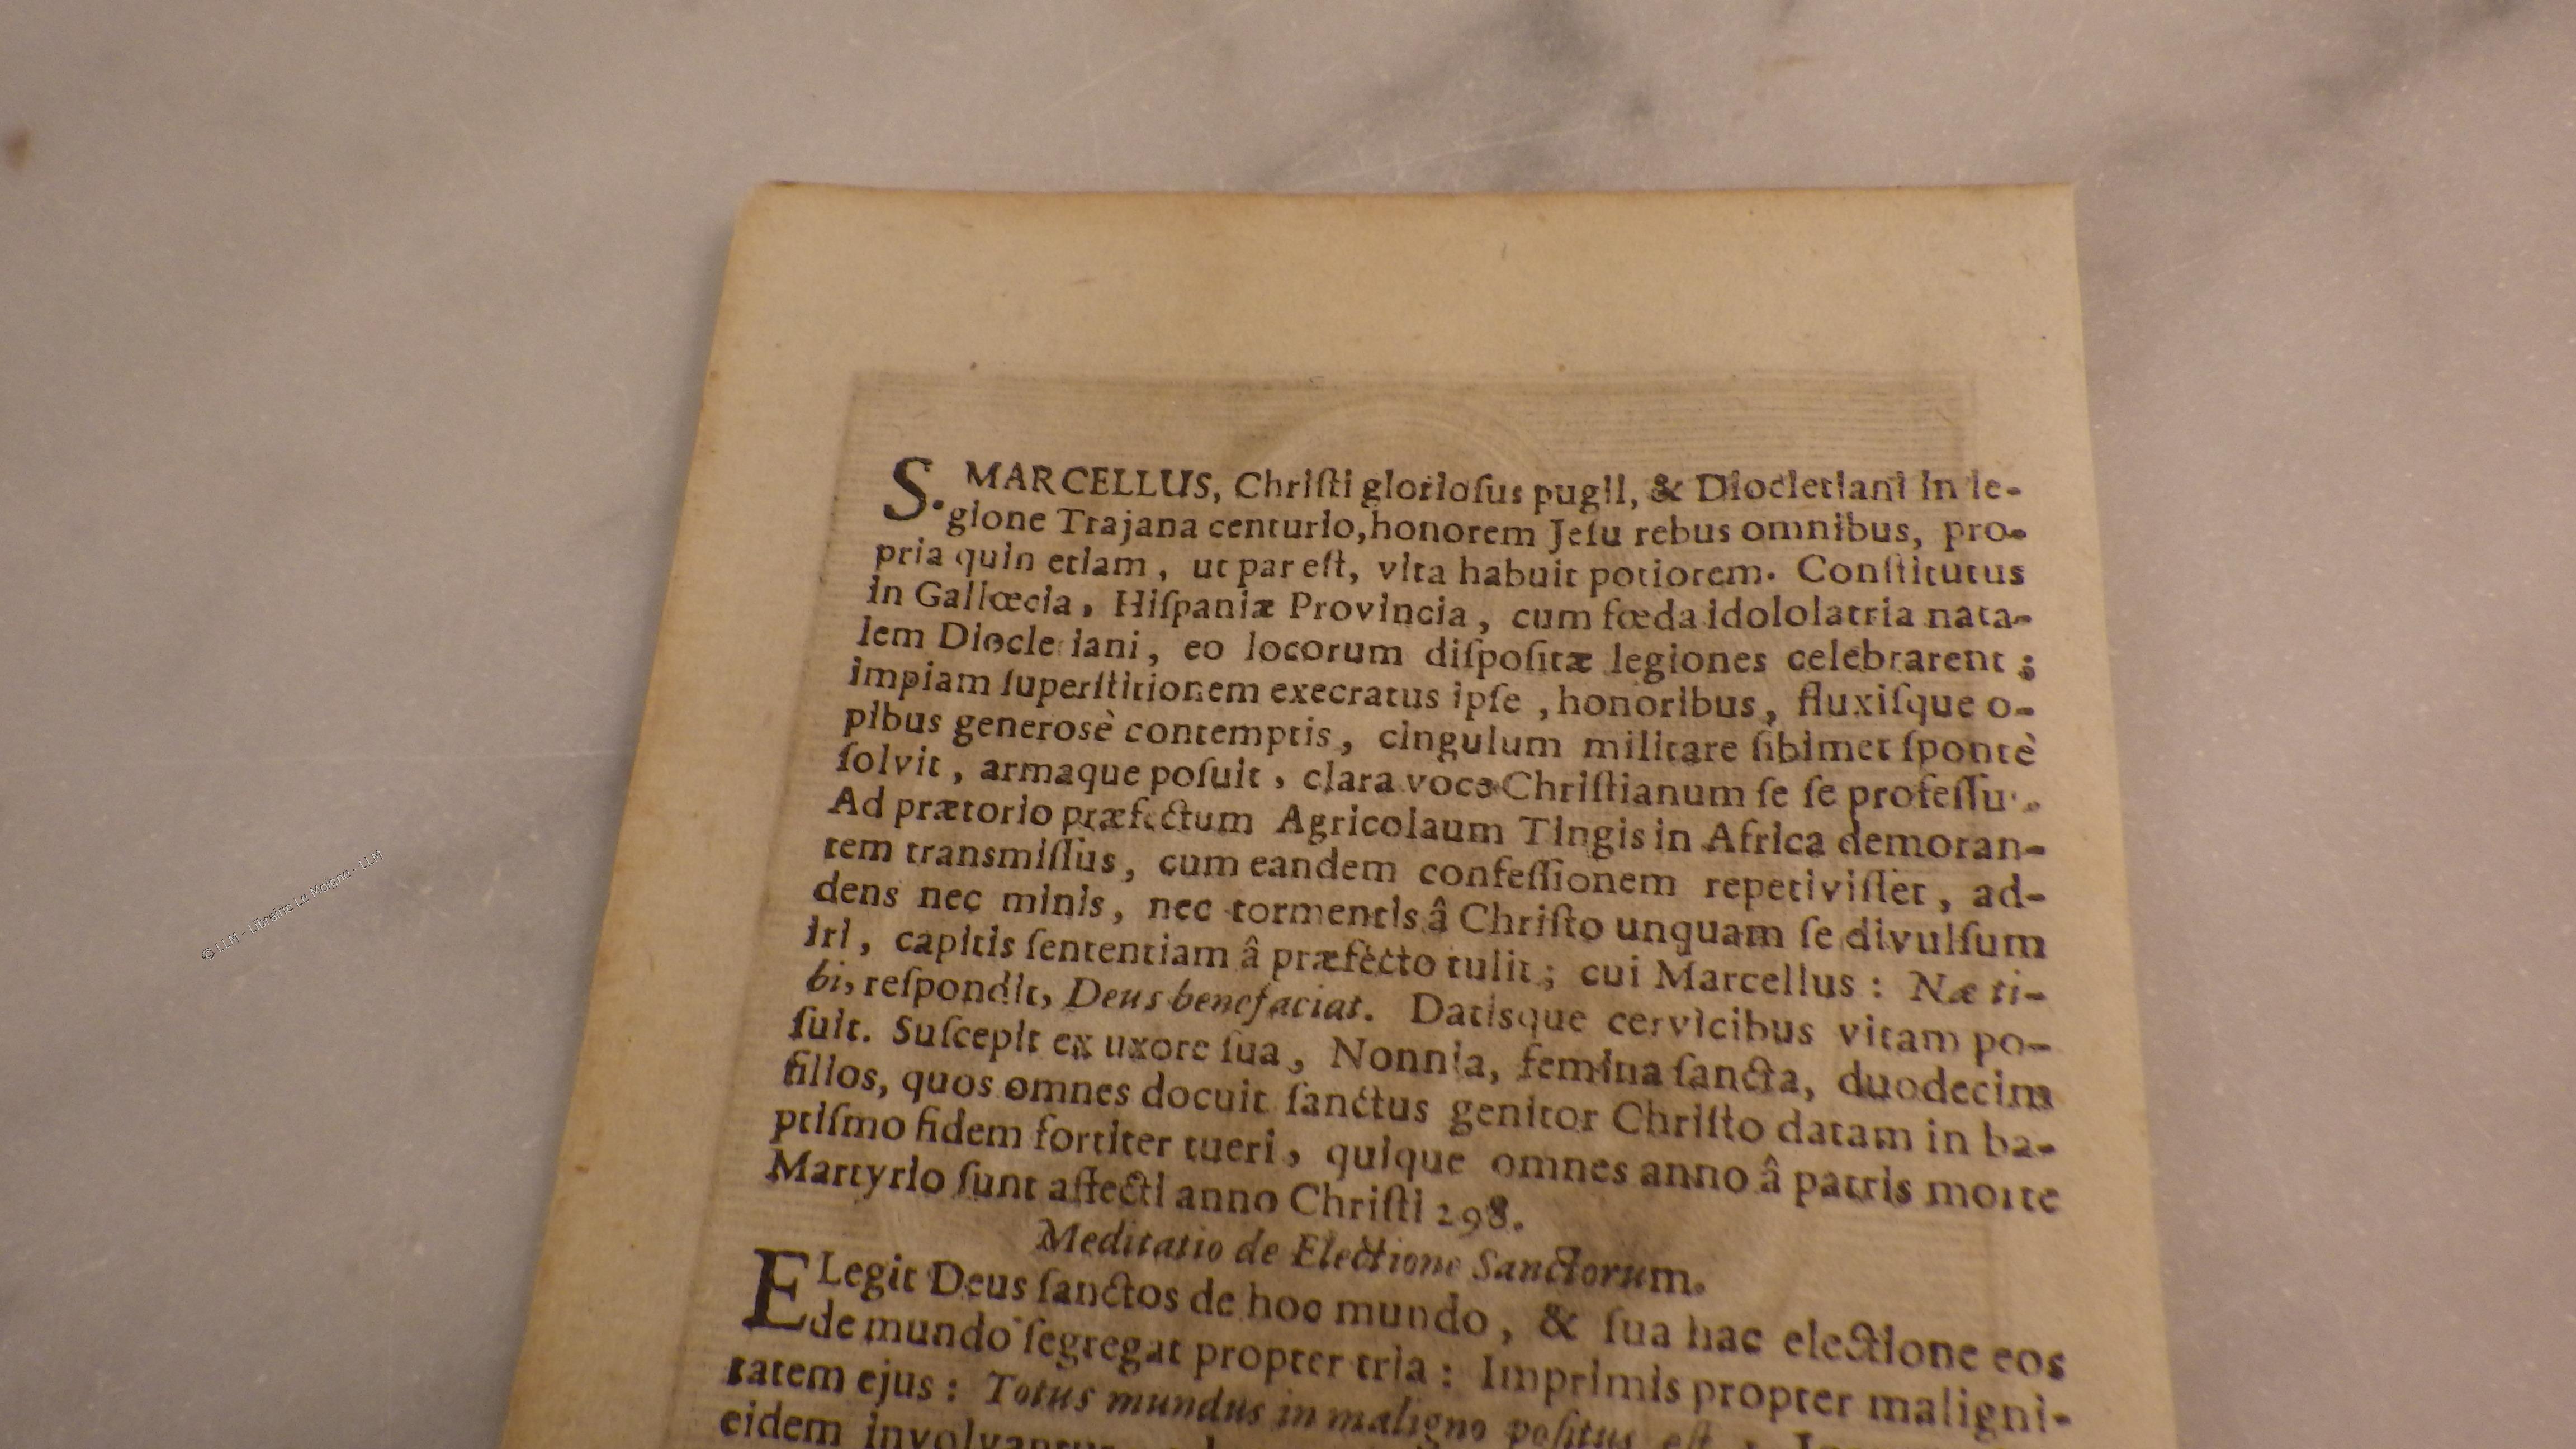 S. MARCELLUS, Chriſti glorioſus pugil, & Diocletiani in le-
gione Trajana centurio, honorem Jeſu rebus omnibus, pro-
pria quin etiam, ut par eſt, vita habuit potiorem. Conſtitutus
in Gallœcia, Hiſpaniæ Provincia, cum fœda idololatria nata-
lem Diocle iani, eo locorum diſpoſitæ legiones celebrarent;
impiam ſuperſtitionem execratus ipſe, honoribus, fluxiſque o-
pibus generosè contemptis, cingulum militare ſibimet ſpontè
ſolvit, armaque poſuit, clara voce Chriſtianum ſe ſe profeſſu
Ad prætorio præfectum Agricolaum Tingis in Africa demoran-
tem transmiſſus, cum eandem confeſſionem repetiviſſet, ad-
dens nec minis, nec tormentis â Chriſto unquam ſe divulſum
iri, capitis ſententiam â præfecto tulit; cui Marcellus: Næ ti-
bi, reſpondit, Deus benefaciat. Datisque cervicibus vitam po-
ſuit. Suſcepit ex uxore ſua, Nonnia, femina ſancta, duodecim
filios, quos omnes docuit ſanctus genitor Chriſto datam in ba-
ptiſmo fidem fortiter tueri, quique omnes anno â patris morte
Martyrio ſunt affecti anno Chriſti 298.
Meditatio de Electione Sanctorum.
ELegit Deus ſanctos de hoc mundo, & ſua hac electione eos
de mundo ſegregat propter tria: Imprimis propter maligni-
tatem ejus: Totus mundus in maligno poſitus eſt
eidem
© LLM - Librairie Le Moigne - LLM